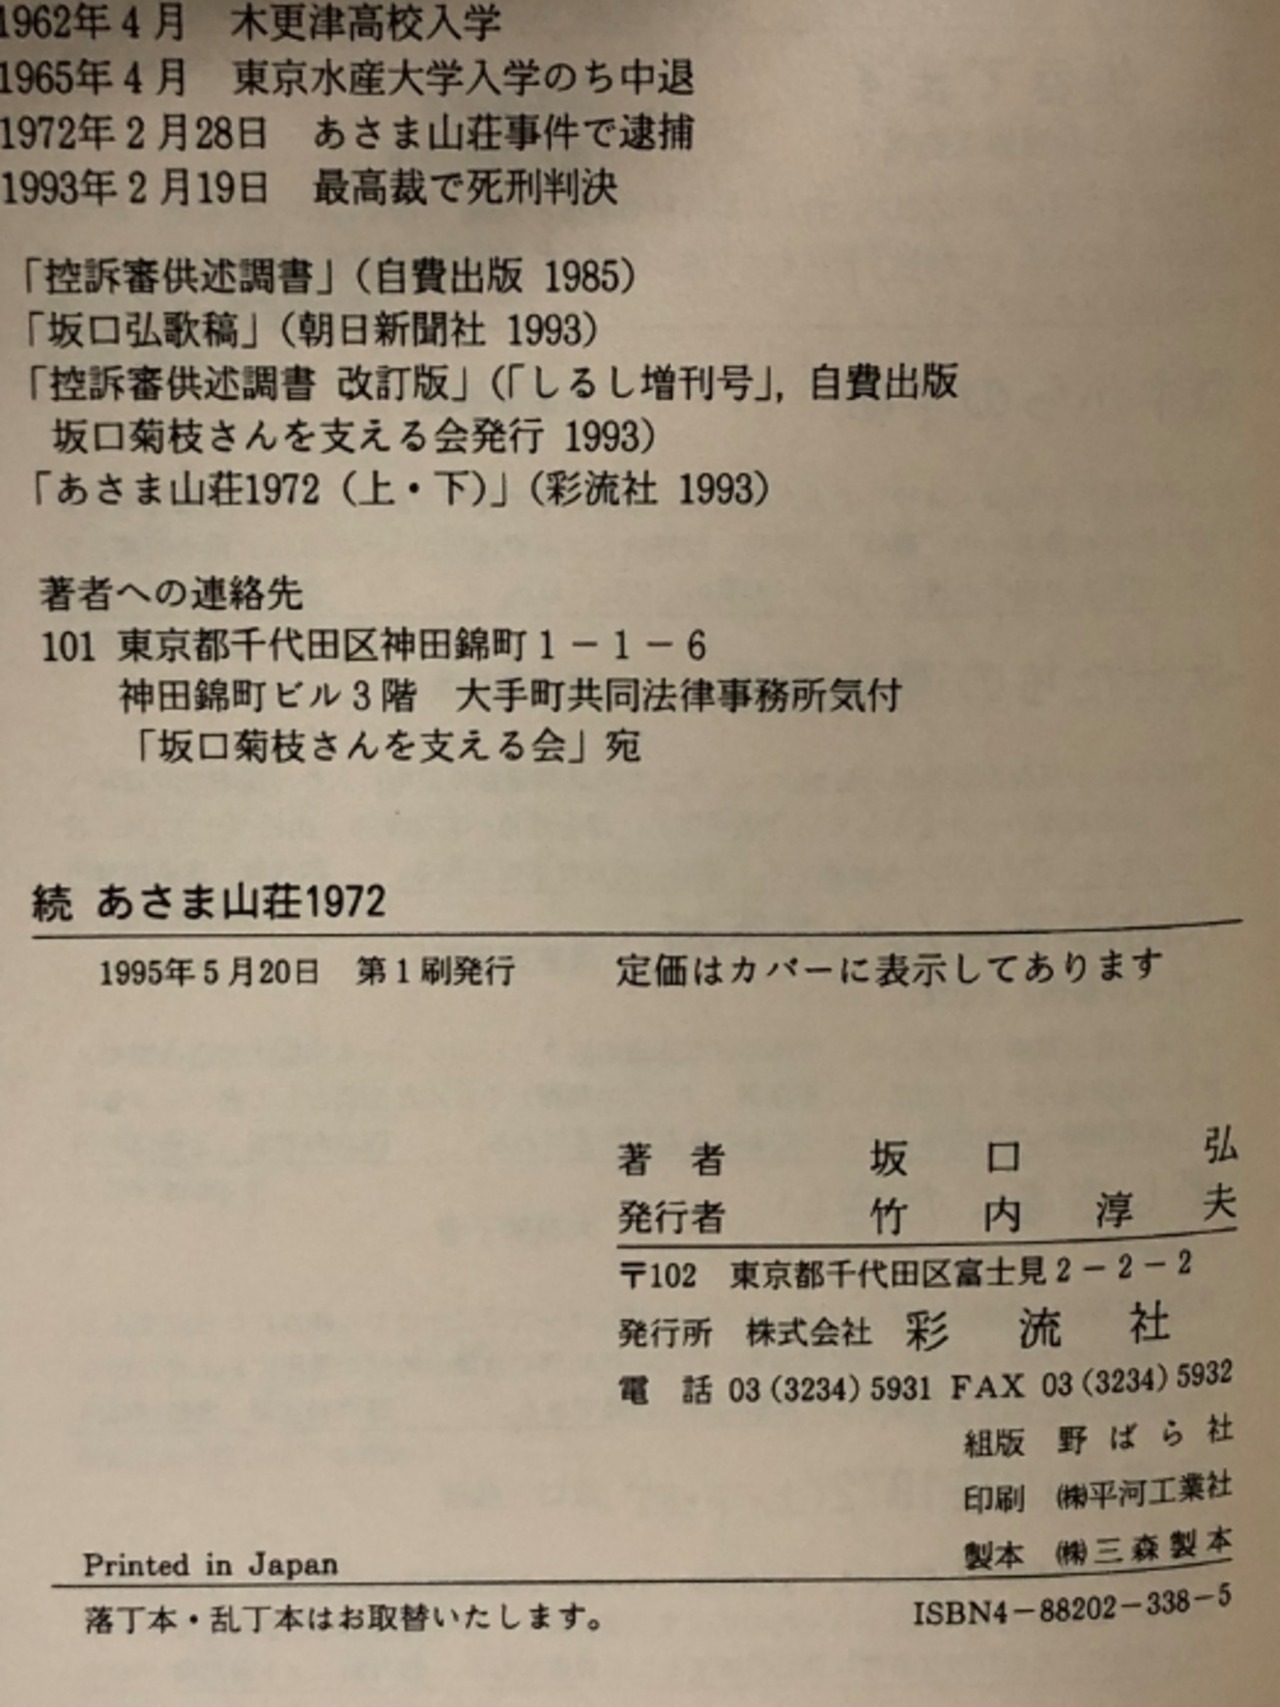 1962年4月　木更津高校入学
1965年4月　東京水産大学入学のち中退
1972年2月28日　あさま山荘事件で逮捕
1993年2月19日　最高裁で死刑判決
「控訴審供述調書」（自費出版 1985）
「坂口弘歌稿」（朝日新聞社 1993）
「控訴審供述調書 改訂版」（「しるし増刊号」，自費出版
坂口菊枝さんを支える会発行 1993）
「あさま山荘1972（上・下）」（彩流社 1993）
著者への連絡先
101 東京都千代田区神田錦町1－1－6
神田錦町ビル3階　大手町共同法律事務所気付
「坂口菊枝さんを支える会」宛
続 あさま山荘1972
1995年5月20日　第1刷発行　定価はカバーに表示してあります
著者　坂口　弘
発行者　竹内淳夫
〒102　東京都千代田区富士見2－2－2
発行所　株式会社　彩流社
電話 03(3234)5931 FAX 03(3234)5932
組版　野ばら社
印刷　㈱平河工業社
製本　㈱三森製本
Printed in Japan
落丁本・乱丁本はお取替いたします。　ISBN4-88202-338-5